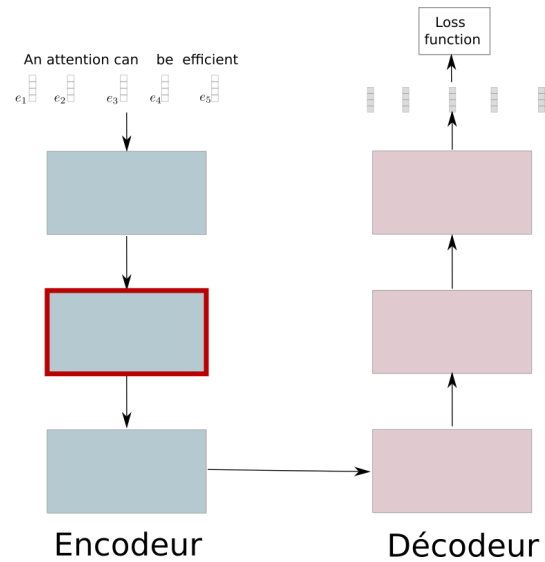 An attention can be efficient
e1 e2 e3 e4 e5
Encodeur
Loss
function
Décodeur